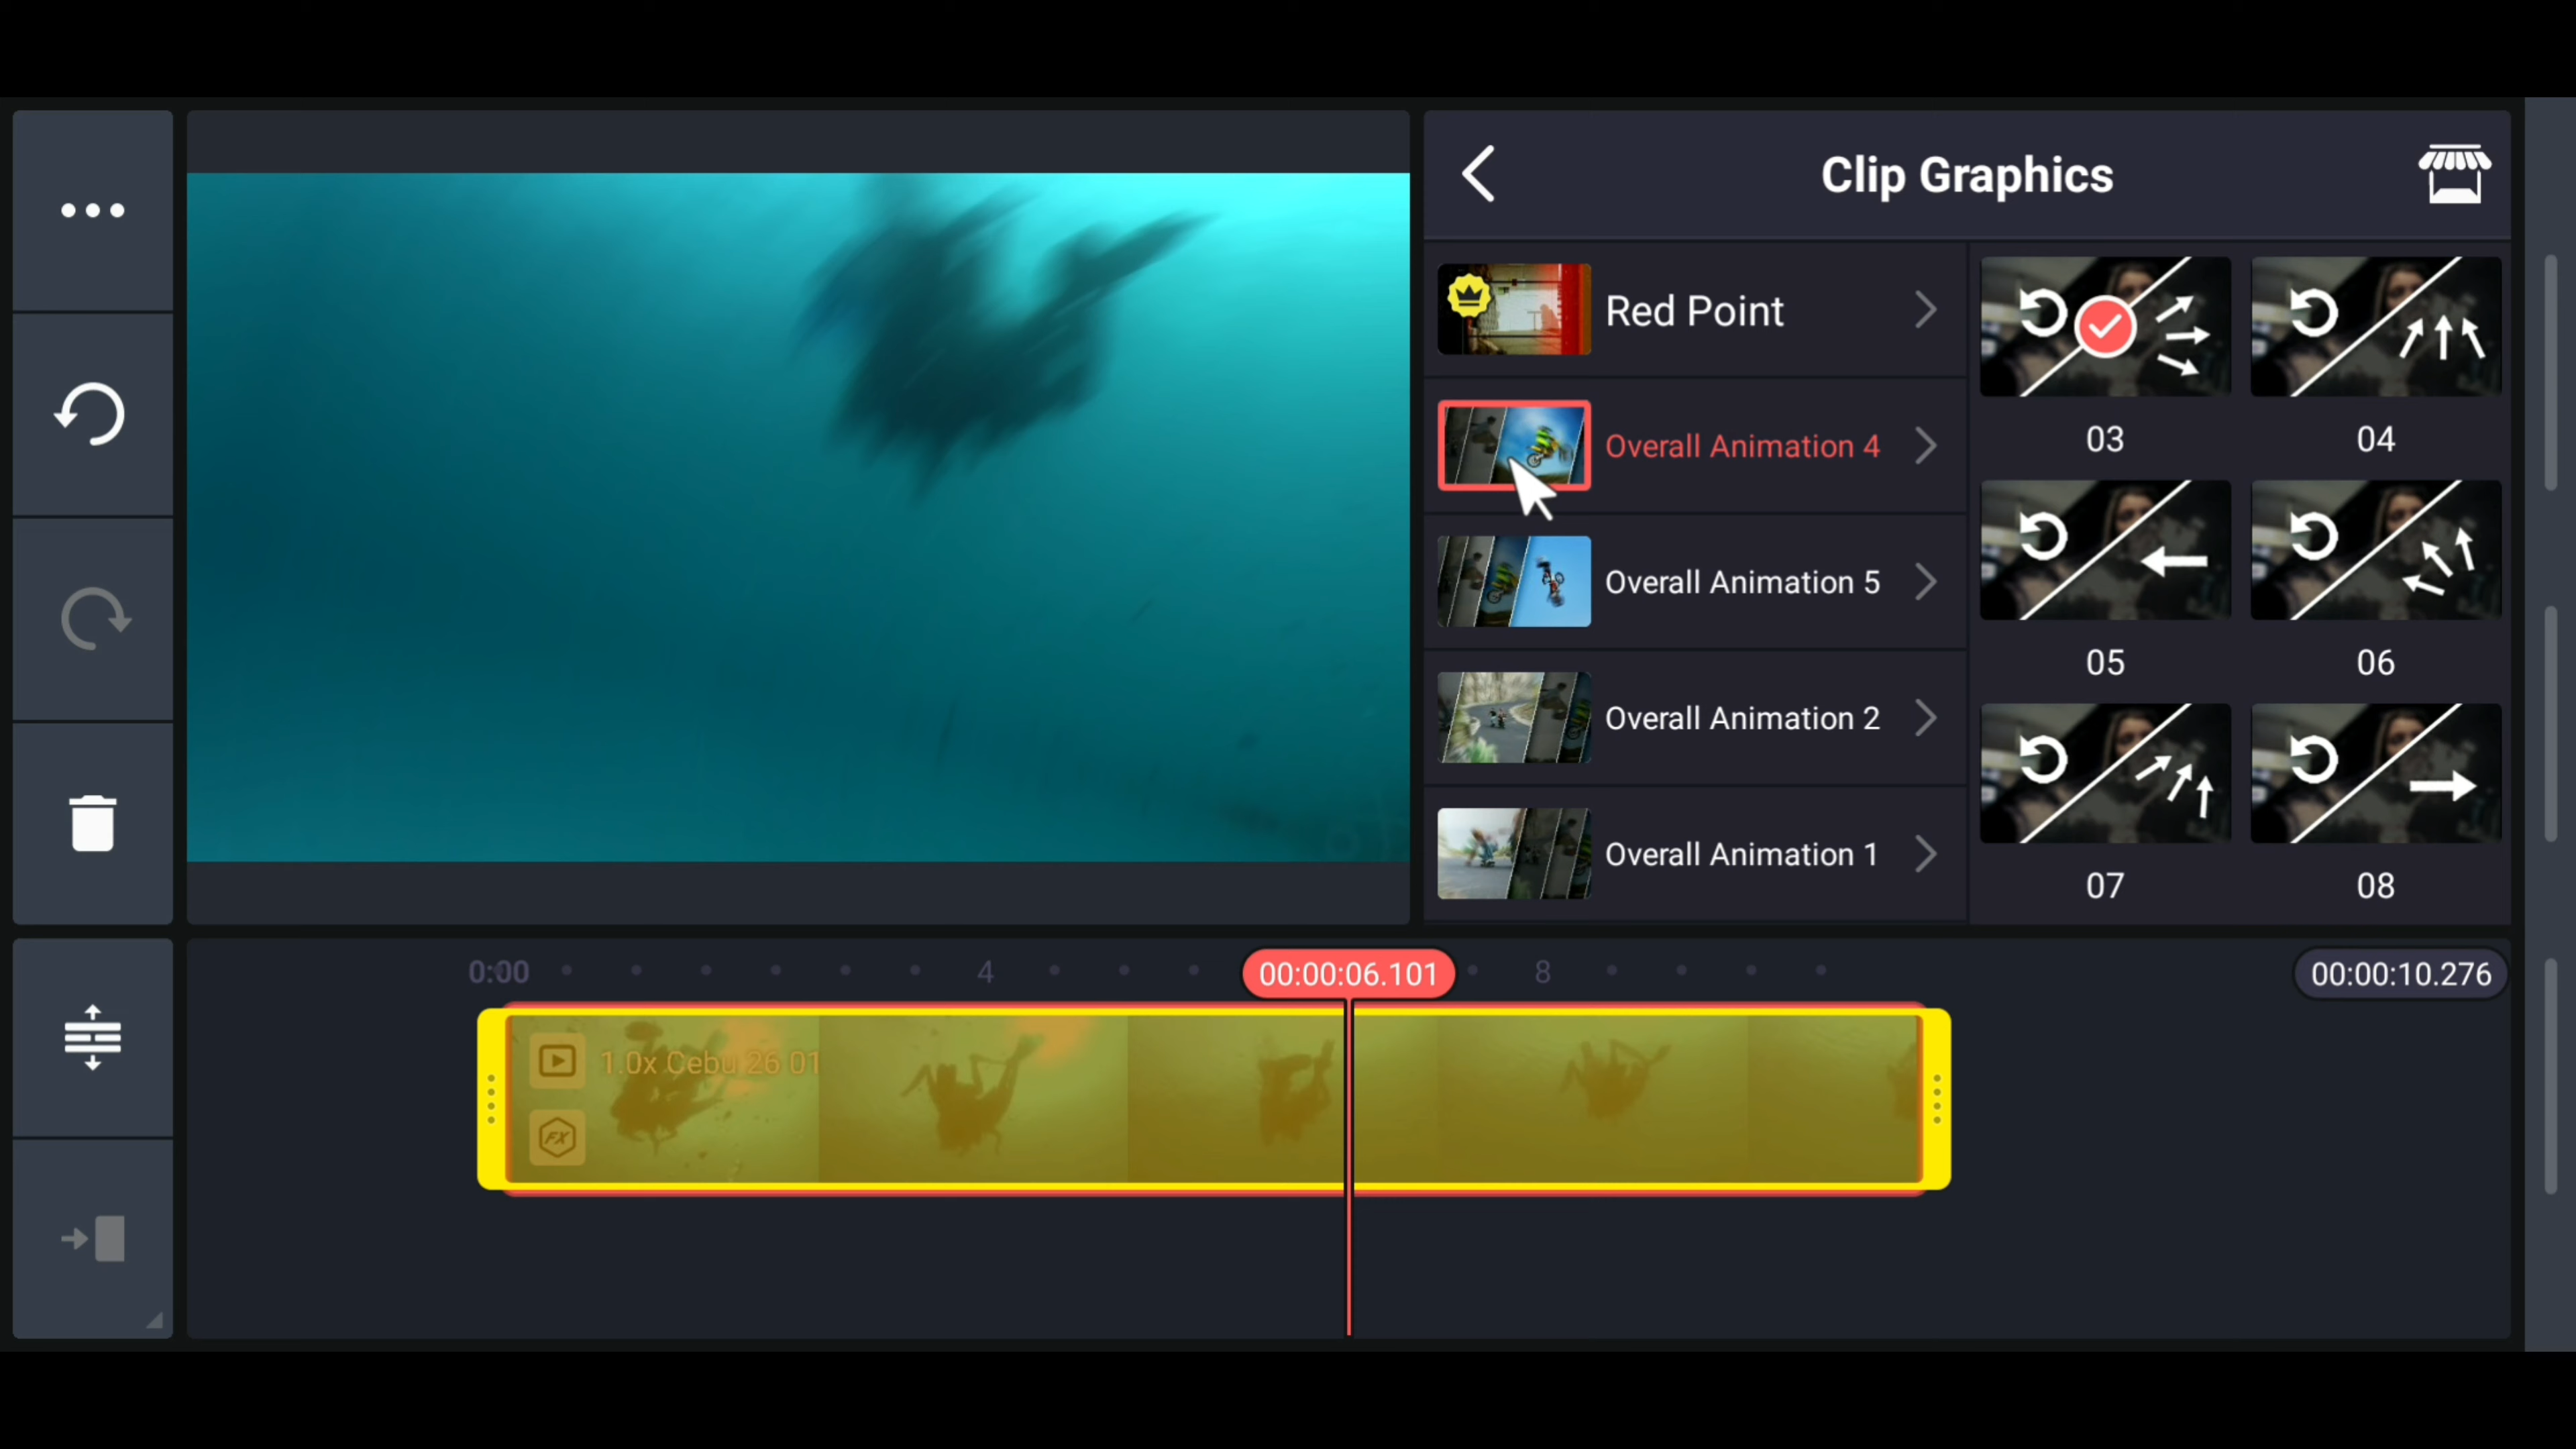 Clip Graphics
Red Point
Overall Animation 4
Overall Animation 5
Overall Animation 2
Overall Animation 1
03
04
05
06
07
08
0:00
4
00:00:06.101
8
00:00:10.276
1.0x Cebu 26 01
FX